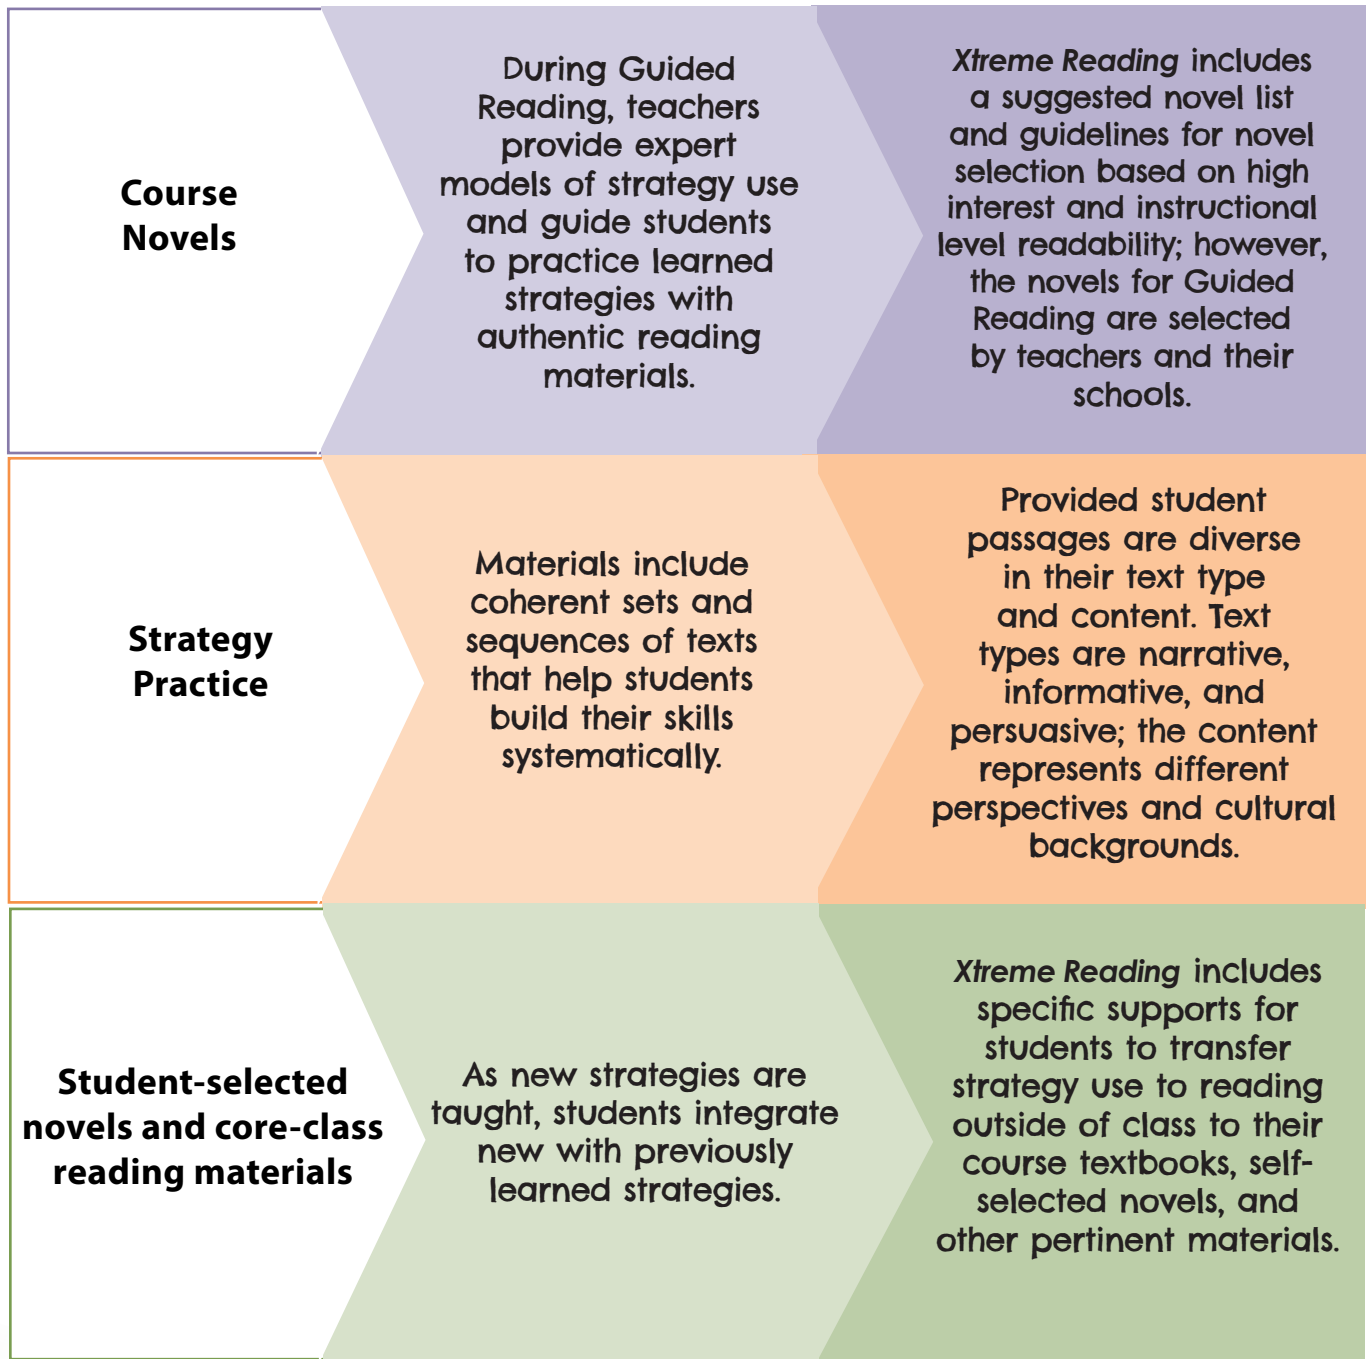 Course
Novels
During Guided
Reading, teachers
provide expert
models of strategy use
and guide students
to practice learned
strategies with
authentic reading
materials.
Xtreme Reading includes
a suggested novel list
and guidelines for novel
selection based on high
interest and instructional
level readability; however,
the novels for Guided
Reading are selected
by teachers and their
schools.
Strategy
Practice
Materials include
coherent sets and
sequences of texts
that help students
build their skills
systematically.
Provided student
passages are diverse
in their text type
and content. Text
types are narrative,
informative, and
persuasive; the content
represents different
perspectives and cultural
backgrounds.
Student-selected
novels and core-class
reading materials
As new strategies are
taught, students integrate
new with previously
learned strategies.
Xtreme Reading includes
specific supports for
students to transfer
strategy use to reading
outside of class to their
course textbooks, self-
selected novels, and
other pertinent materials.